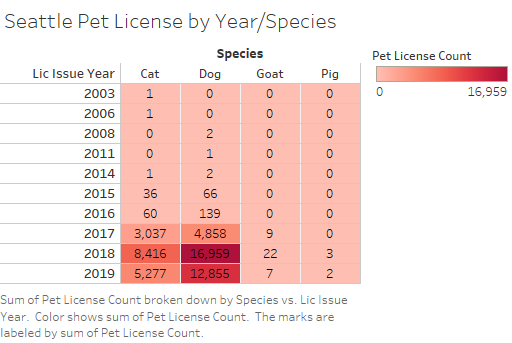 Seattle Pet License by Year/Species
Species
Pet License Count
Lic Issue Year Cat Dog Goat Pig
0 16,959
2003 1 0 0 0
2006 1 0 0 0
2008 0 2 0 0
2011 0 1 0 0
2014 1 2 0 0
2015 36 66 0 0
2016 60 139 0 0
2017 3,037 4,858 9 0
2018 8,416 16,959 22 3
2019 5,277 12,855 7 2
Sum of Pet License Count broken down by Species vs. Lic Issue
Year. Color shows sum of Pet License Count. The marks are
labeled by sum of Pet License Count.